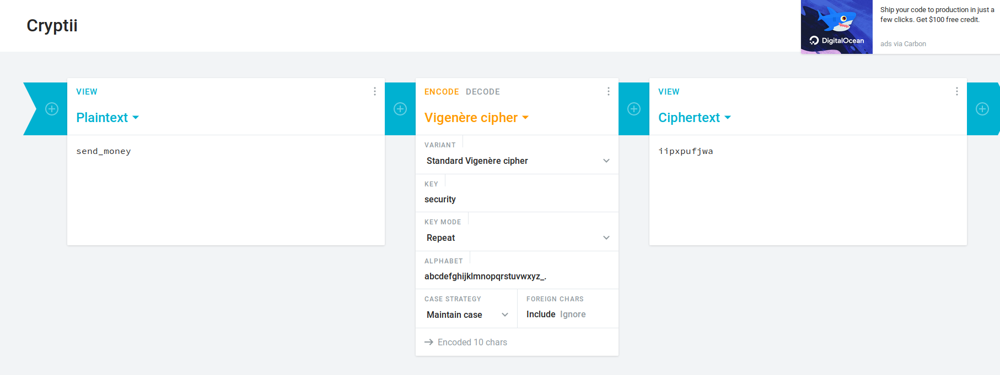 Cryptii
DigitalOcean
Ship your code to production in just a
few clicks. Get $100 free credit.
ads via Carbon
VIEW
Plaintext
send_money
ENCODE DECODE
Vigenère cipher
VARIANT
Standard Vigenère cipher
KEY
security
KEY MODE
Repeat
ALPHABET
abcdefghijklmnopqrstuvwxyz_.
CASE STRATEGY
Maintain case
FOREIGN CHARS
Include Ignore
Encoded 10 chars
VIEW
Ciphertext
iipxpufjwa